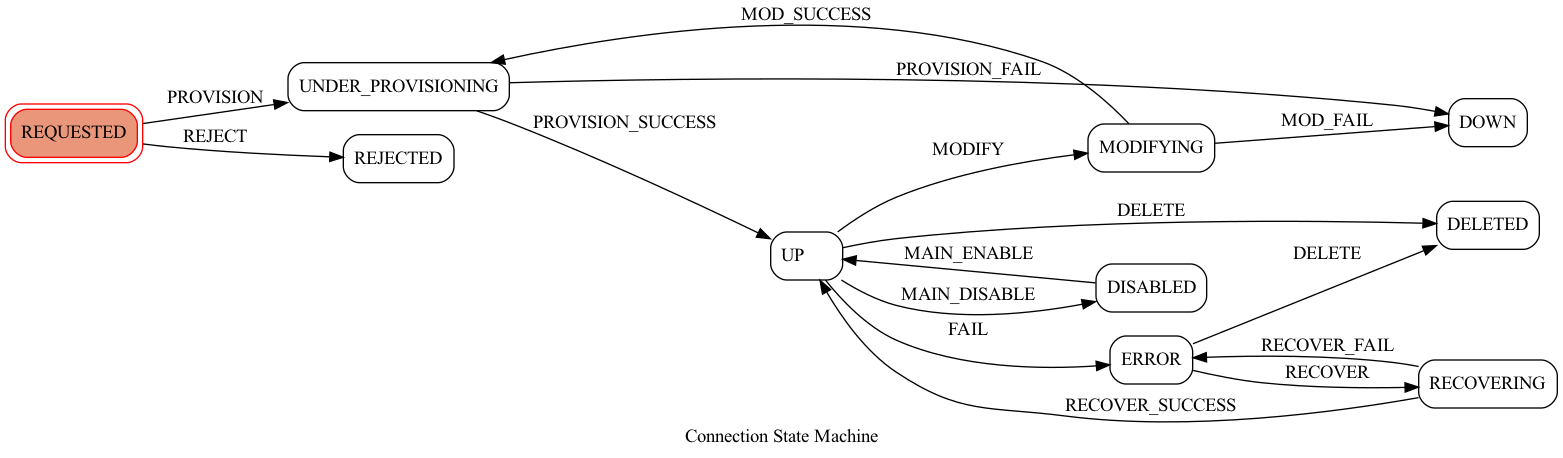 MOD_SUCCESS
PROVISION_FAIL
UNDER_PROVISIONING
PROVISION
REQUESTED
REJECT
REJECTED
PROVISION_SUCCESS
MODIFY
MODIFYING
MOD_FAIL
DOWN
UP
DELETE
DELETED
MAIN_ENABLE
DISABLED
MAIN_DISABLE
DELETE
FAIL
ERROR
RECOVER_FAIL
RECOVER
RECOVERING
RECOVER_SUCCESS
Connection State Machine